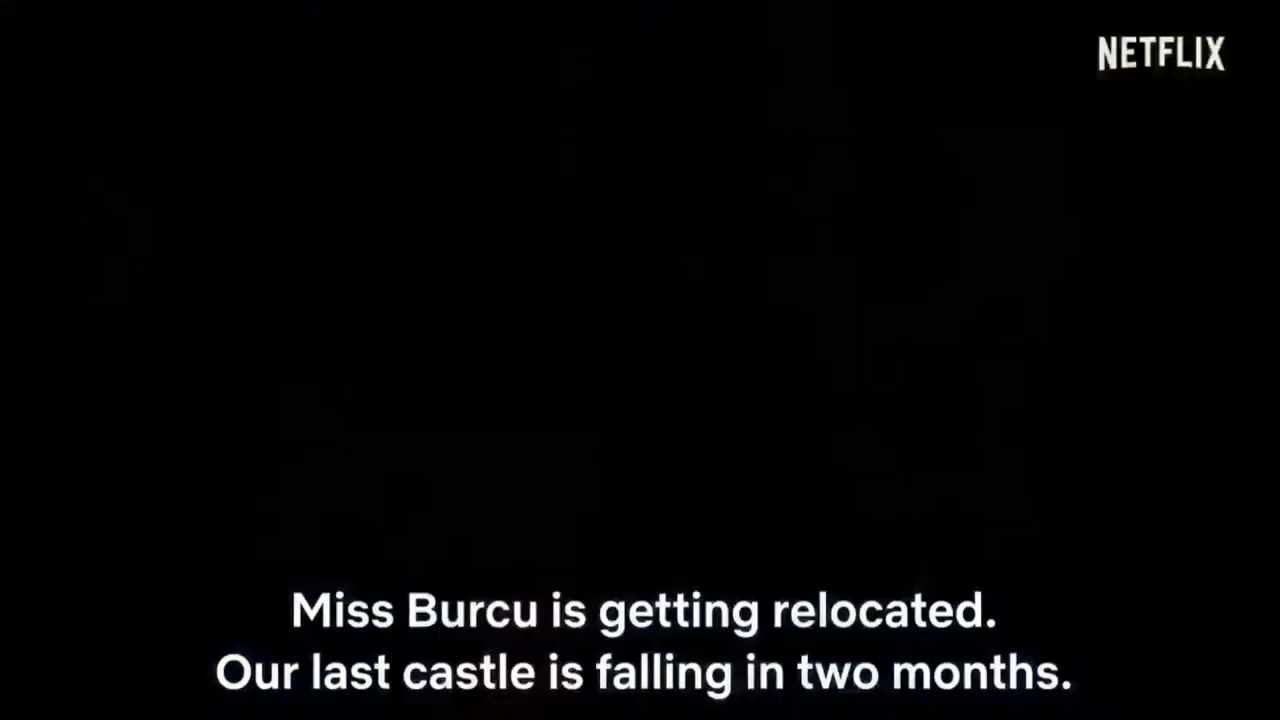 NETFLIX
Miss Burcu is getting relocated.
Our last castle is falling in two months.